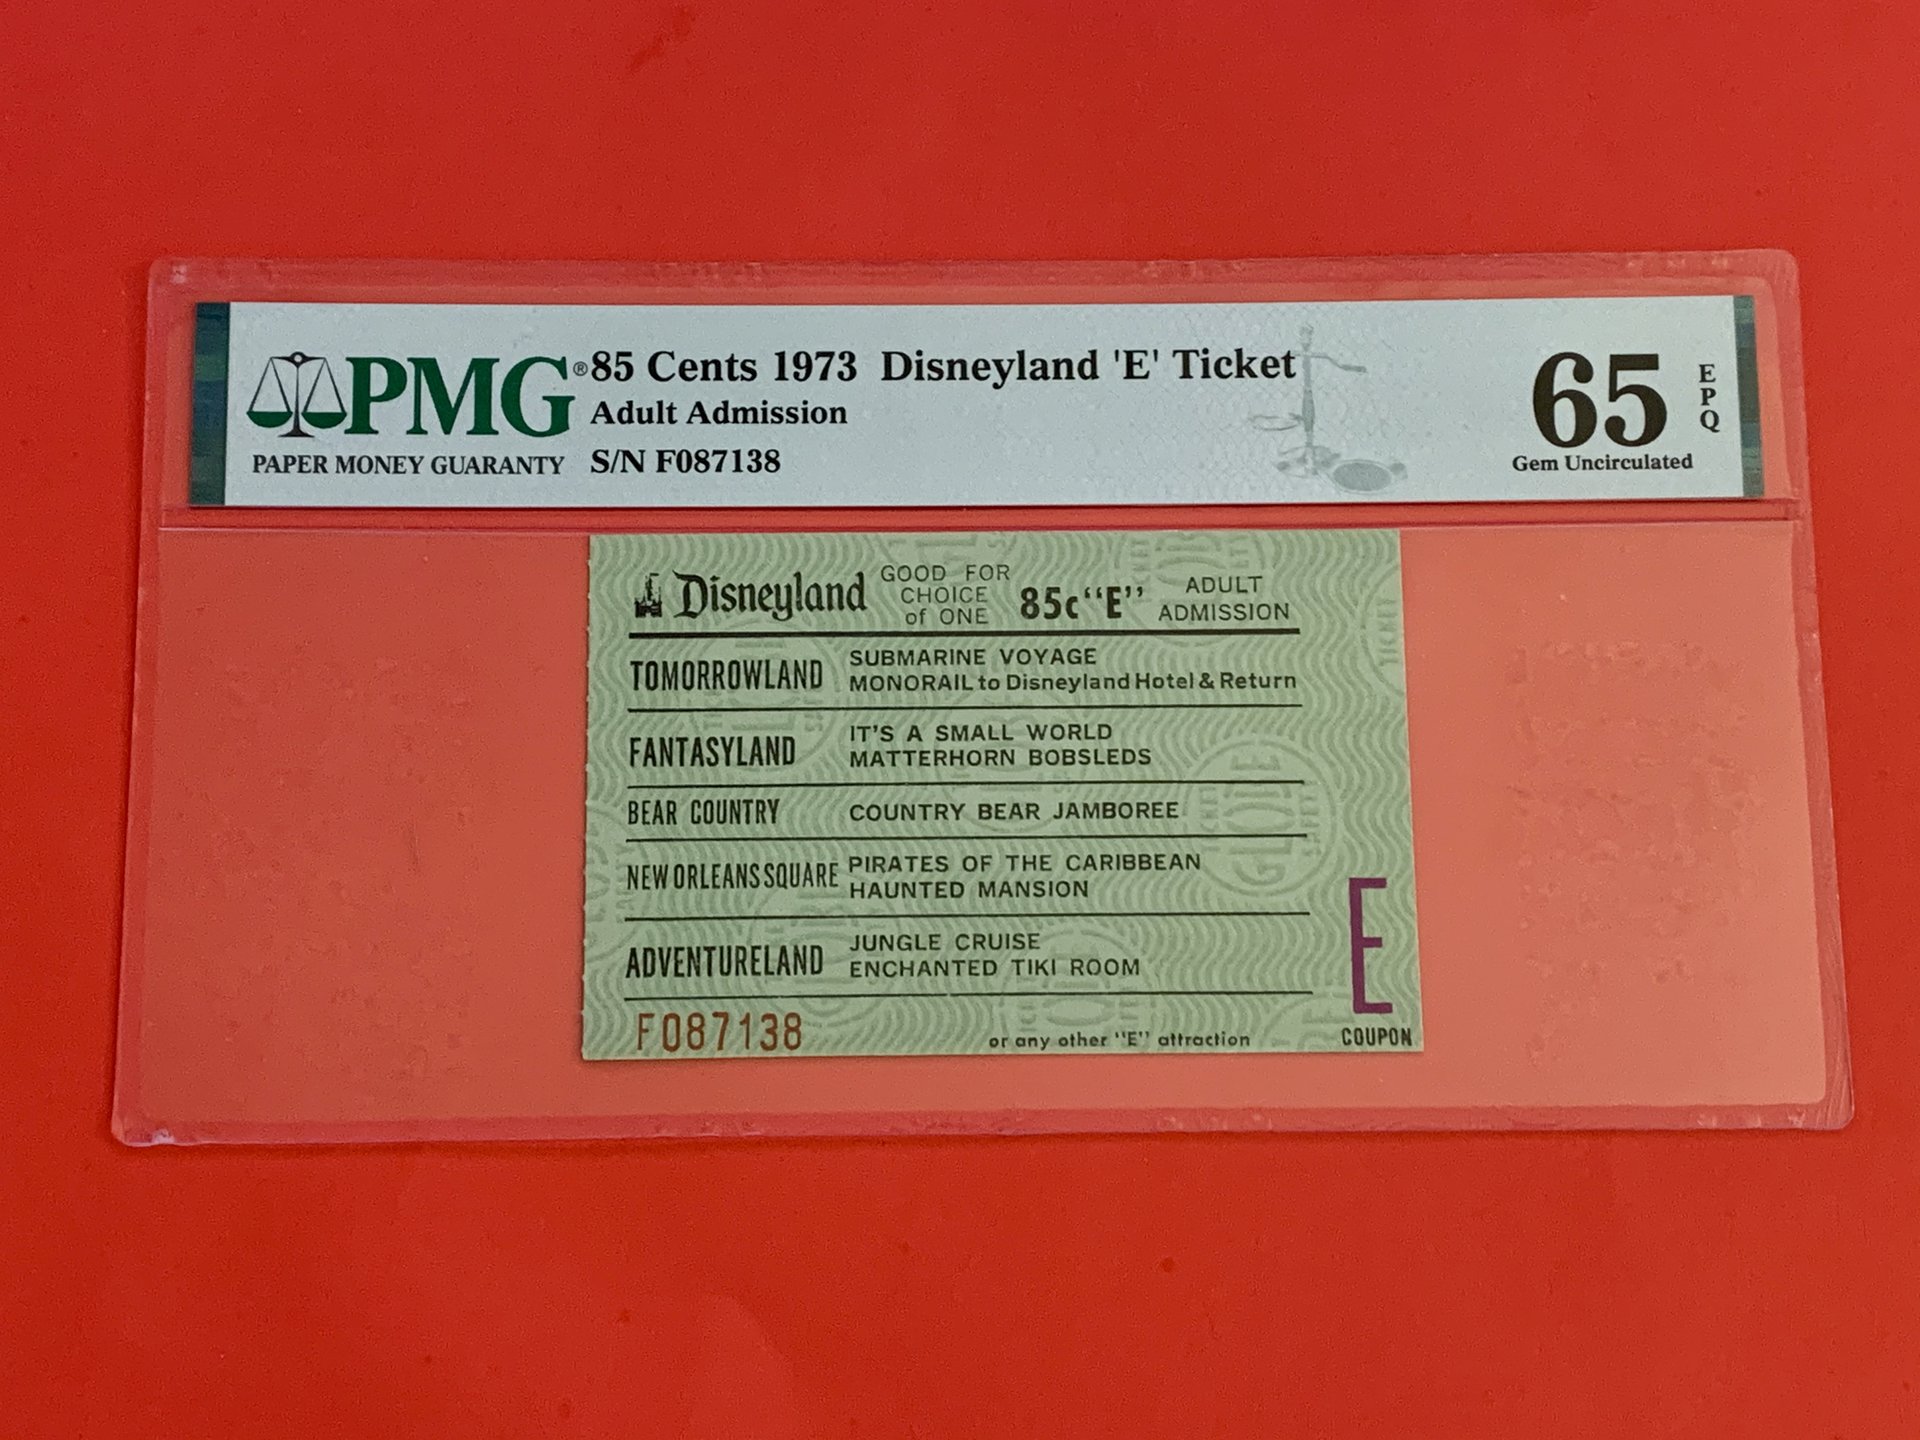 PMG® 85 Cents 1973 Disneyland 'E' Ticket
Adult Admission
PAPER MONEY GUARANTY S/N F087138
65 EPQ
Gem Uncirculated
Disneyland GOOD FOR CHOICE of ONE 85c "E" ADULT ADMISSION
TOMORROWLAND
SUBMARINE VOYAGE
MONORAIL to Disneyland Hotel & Return
FANTASYLAND
IT'S A SMALL WORLD
MATTERHORN BOBSLEDS
BEAR COUNTRY COUNTRY BEAR JAMBOREE
NEW ORLEANS SQUARE
PIRATES OF THE CARIBBEAN
HAUNTED MANSION
ADVENTURELAND
JUNGLE CRUISE
ENCHANTED TIKI ROOM
F087138
or any other "E" attraction
E
COUPON